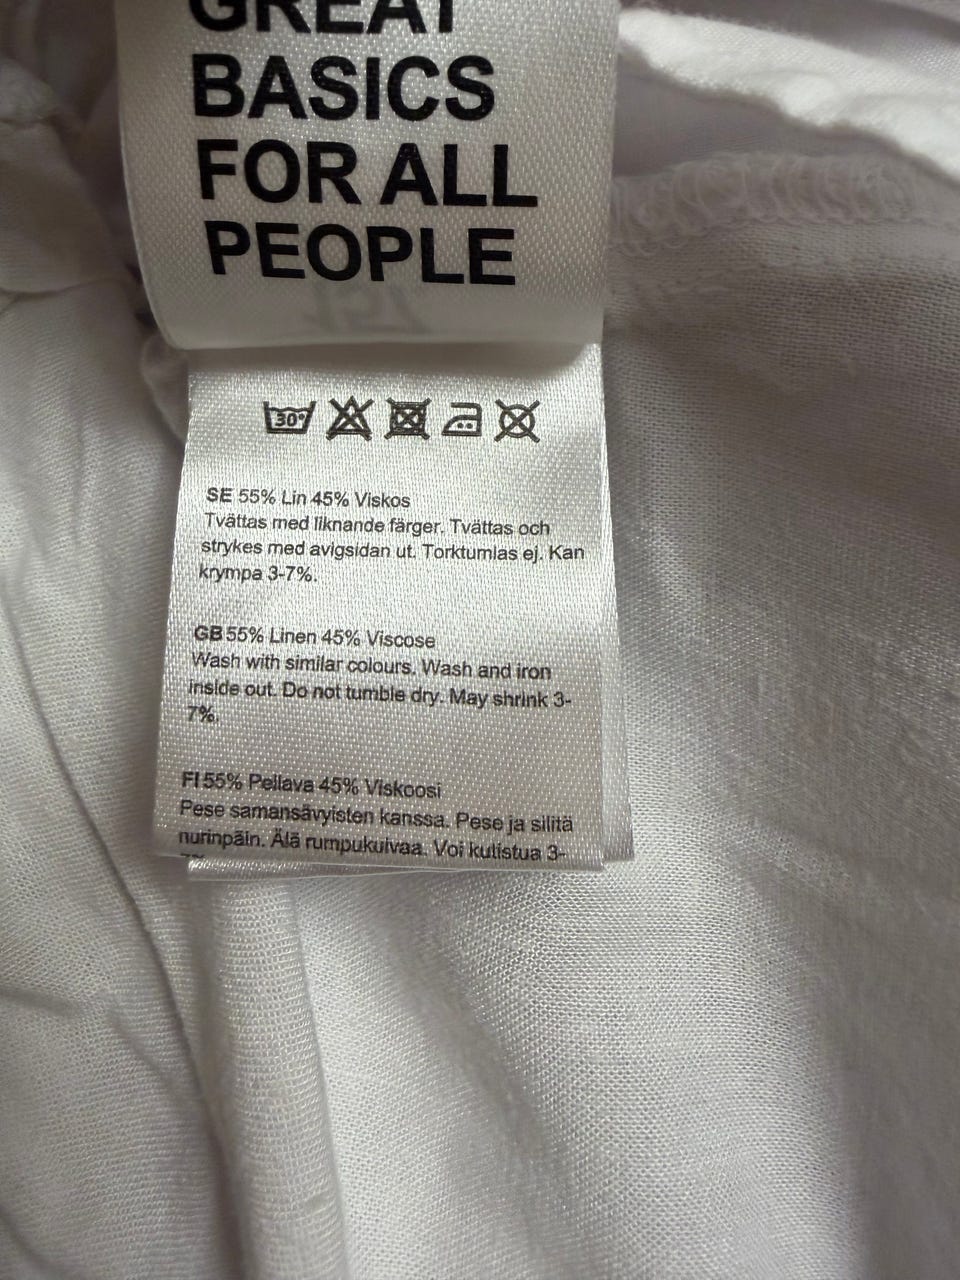 GREAT
BASICS
FOR ALL
PEOPLE
30°
SE 55% Lin 45% Viskos
Tvättas med liknande färger. Tvättas och
strykes med avigsidan ut. Torktumlas ej. Kan
krympa 3-7%.
GB 55% Linen 45% Viscose
Wash with similar colours. Wash and iron
inside out. Do not tumble dry. May shrink 3-
7%.
FI 55% Pellava 45% Viskoosi
Pese samansävyisten kanssa. Pese ja silitä
nurinpäin. Älä rumpukuivaa. Voi kutistua 3-